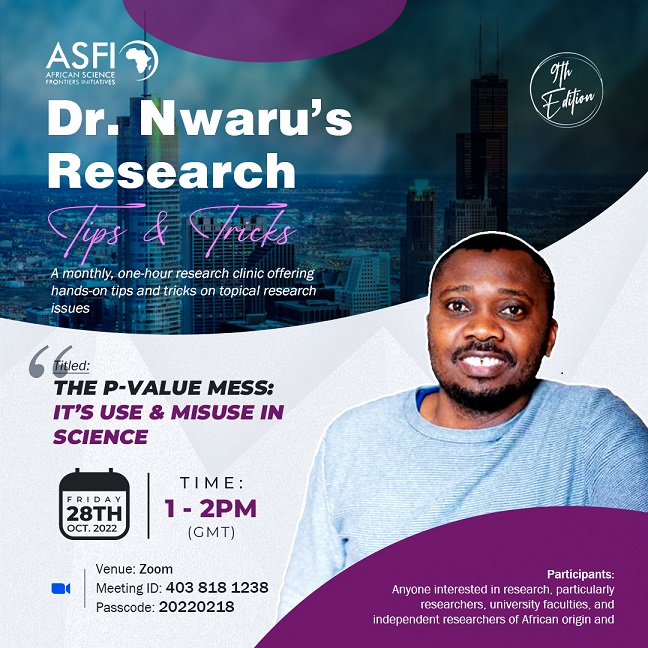 ASFI
AFRICAN SCIENCE
FRONTIERS INITIATIVES
9th
Edition
Dr. Nwaru's
Research
Tips & Tricks
A monthly, one-hour research clinic offering
hands-on tips and tricks on topical research
issues
Titled:
THE P-VALUE MESS:
IT'S USE & MISUSE IN
SCIENCE
FRIDAY
28TH
OCT. 2022
TIME:
1 - 2PM
(GMT)
Venue: Zoom
Meeting ID: 403 818 1238
Passcode: 20220218
Participants:
Anyone interested in research, particularly
researchers, university faculties, and
independent researchers of African origin and